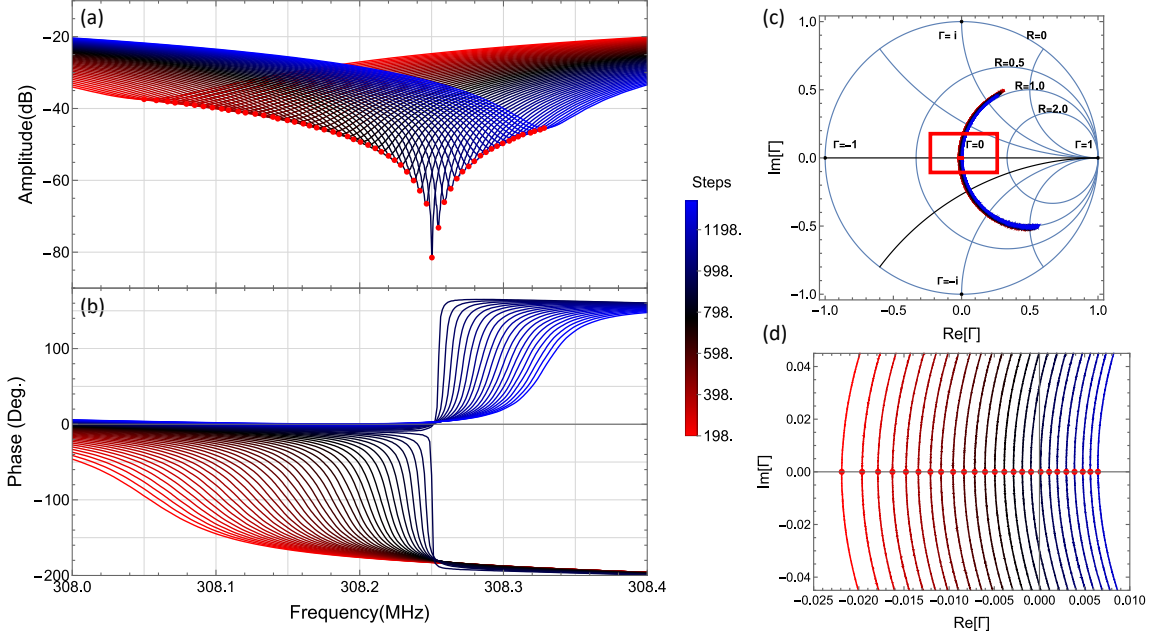 (a)
−20
−40
−60
−80
Amplitude(dB)
(b)
100
0
−100
−200
Phase (Deg.)
308.0
308.1
308.2
308.3
308.4
Frequency(MHz)
Steps
1198.
998.
798.
598.
398.
198.
(c)
1.0
0.5
0.0
−0.5
−1.0
Im[Γ]
Γ= i
R=0
R=0.5
R=1.0
R=2.0
Γ=−1
Γ=0
Γ=1
Γ=−i
−1.0
−0.5
0.0
0.5
1.0
Re[Γ]
(d)
0.04
0.02
0.00
−0.02
−0.04
Im[Γ]
−0.025
−0.020
−0.015
−0.010
−0.005
0.000
0.005
0.010
Re[Γ]